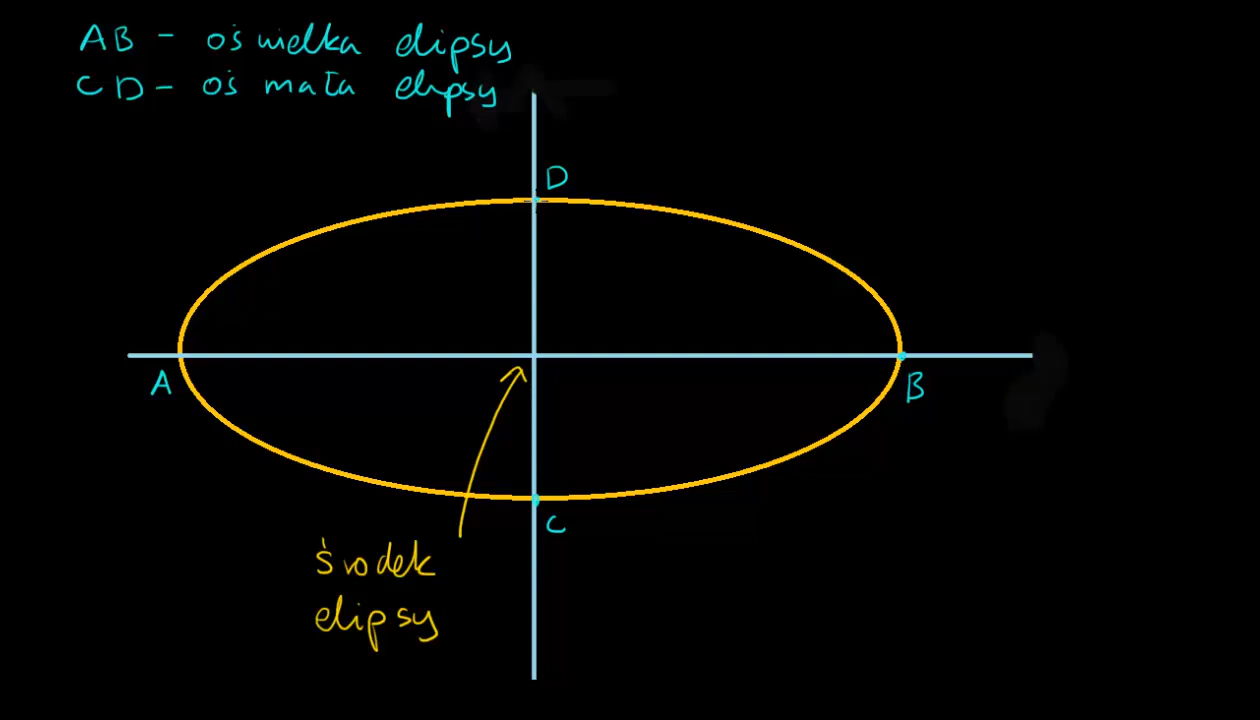 AB - oś wielka elipsy
CD - oś mała elipsy
D
A
B
C
środek
elipsy